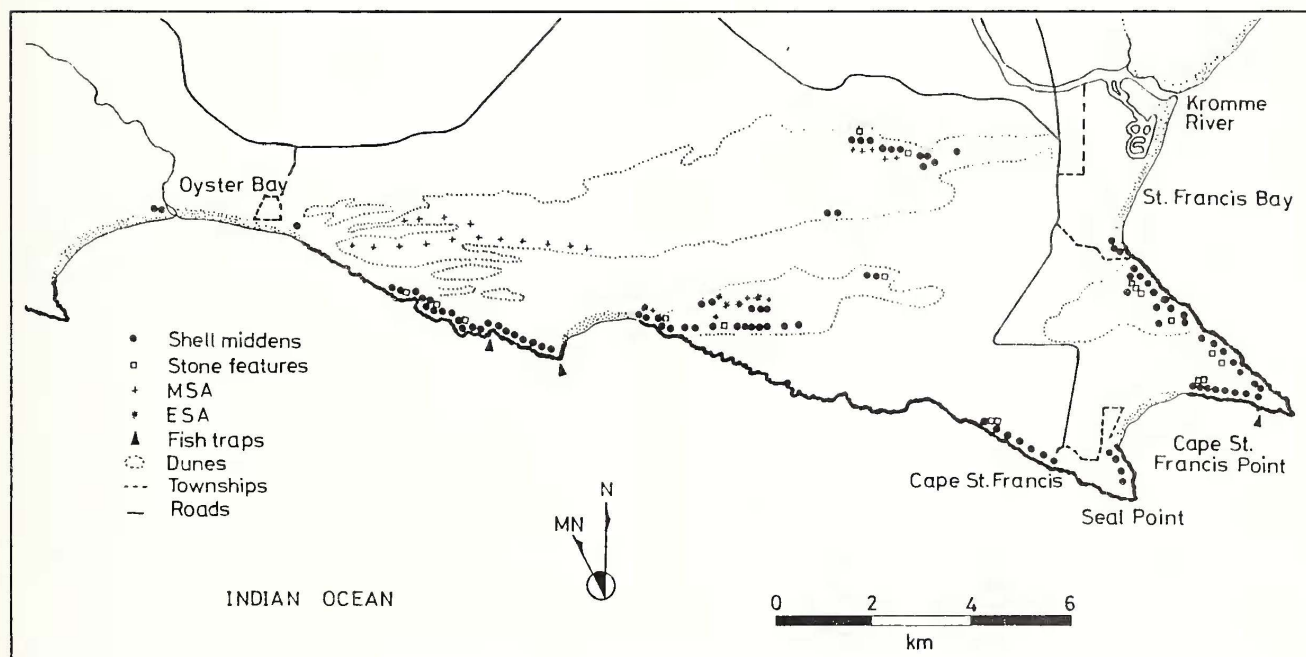 Kromme
River
Oyster Bay
St. Francis Bay
Shell middens
Stone features
MSA
ESA
Fish traps
Dunes
Townships
Roads
Cape St.
Francis Point
Cape St. Francis
Seal Point
N
MN
INDIAN OCEAN
0 2 4 6
km